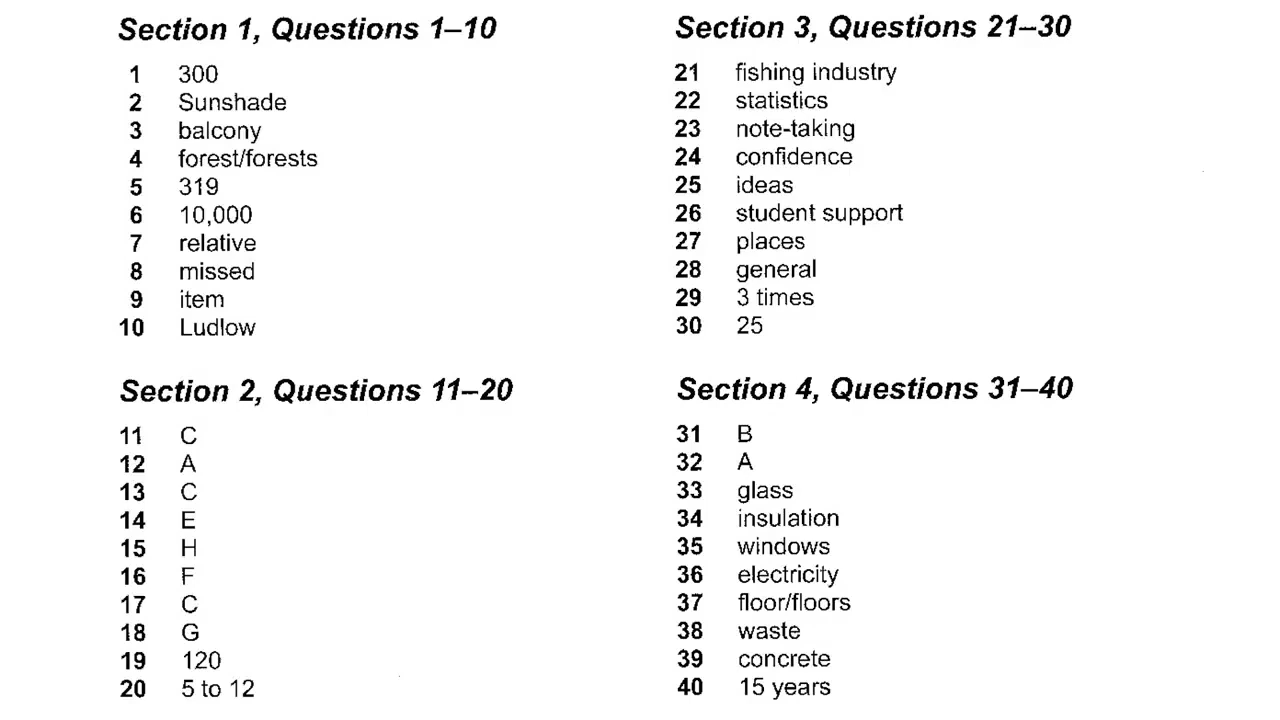 Section 1, Questions 1–10
1 300
2 Sunshade
3 balcony
4 forest/forests
5 319
6 10,000
7 relative
8 missed
9 item
10 Ludlow
Section 2, Questions 11–20
11 C
12 A
13 C
14 E
15 H
16 F
17 C
18 G
19 120
20 5 to 12
Section 3, Questions 21–30
21 fishing industry
22 statistics
23 note-taking
24 confidence
25 ideas
26 student support
27 places
28 general
29 3 times
30 25
Section 4, Questions 31–40
31 B
32 A
33 glass
34 insulation
35 windows
36 electricity
37 floor/floors
38 waste
39 concrete
40 15 years